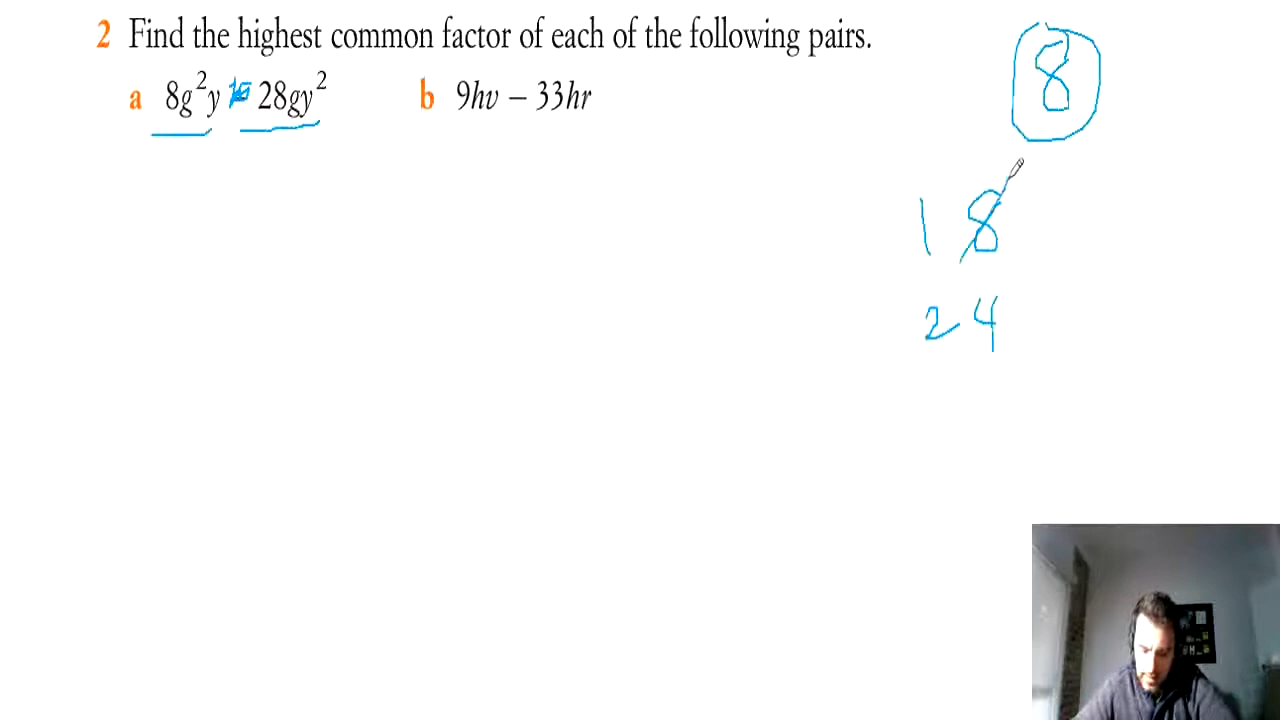 2 Find the highest common factor of each of the following pairs.
a 8g²y 28gy² b 9hv – 33hr
8
1 8
2 4